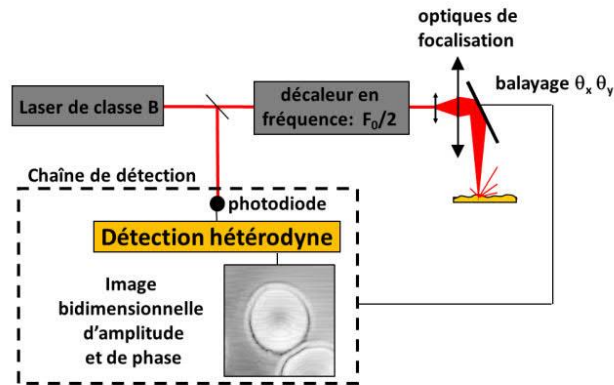 optiques de
focalisation
balayage θx θy
Laser de classe B
décaleur en
fréquence: F0/2
Chaîne de détection
photodiode
Détection hétérodyne
Image
bidimensionnelle
d'amplitude
et de phase